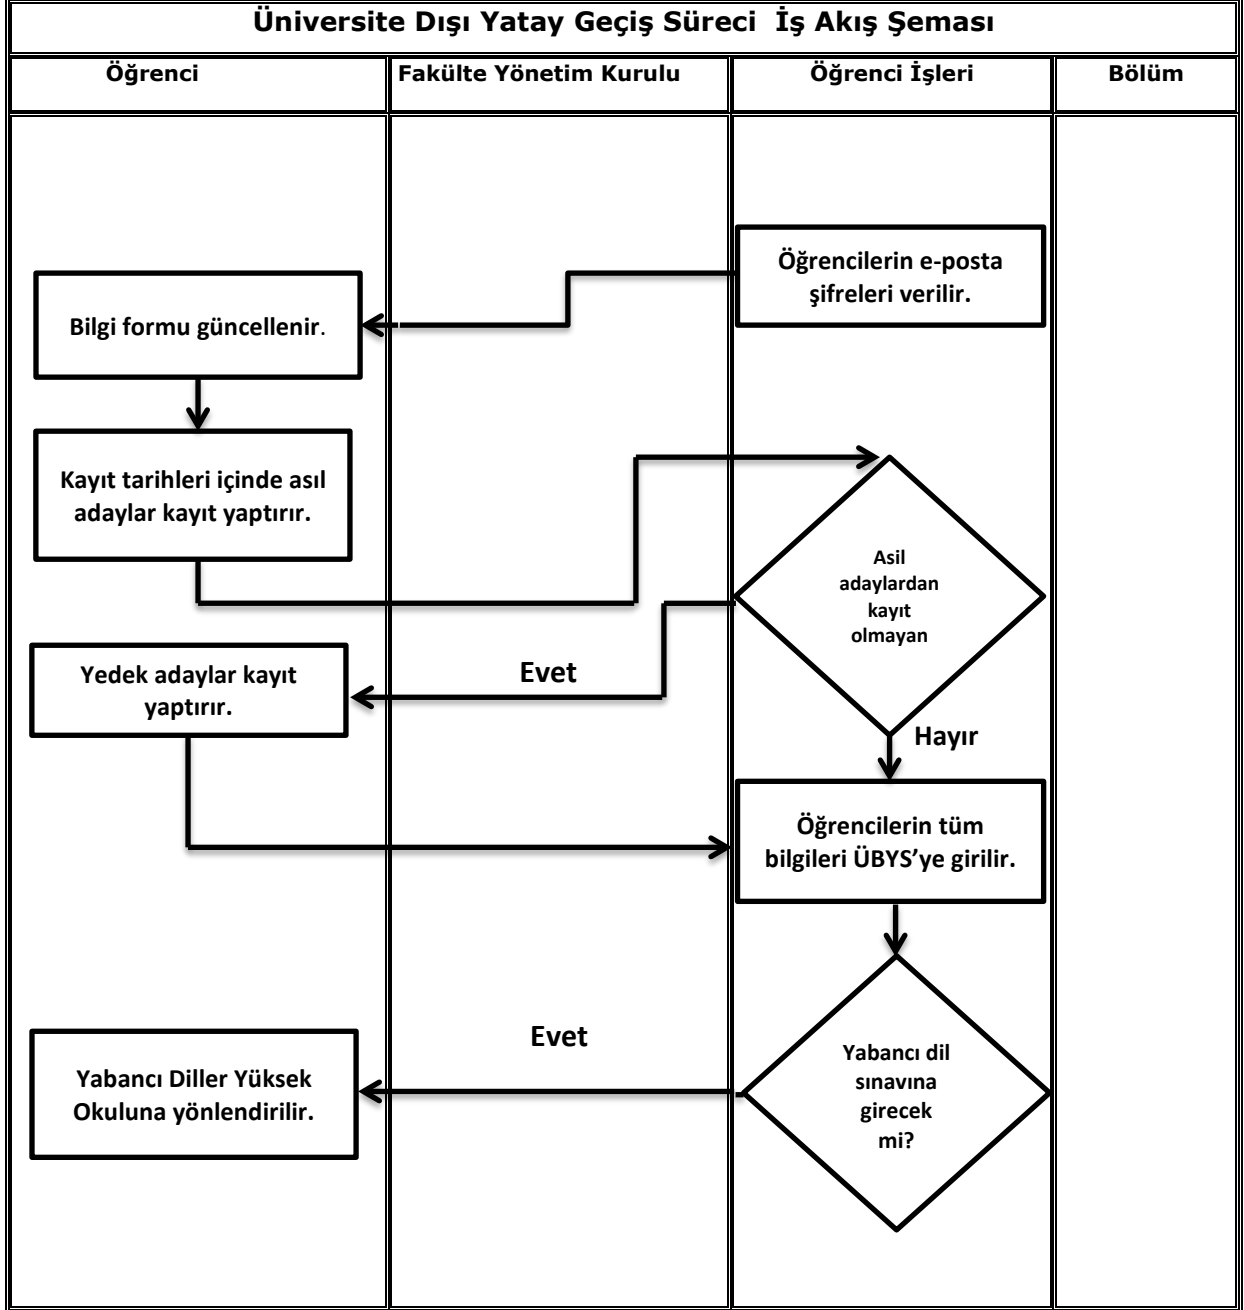 Üniversite Dışı Yatay Geçiş Süreci  İş Akış Şeması
Öğrenci
Fakülte Yönetim Kurulu
Öğrenci İşleri
Bölüm
Öğrencilerin e-posta
şifreleri verilir.
Bilgi formu güncellenir.
Kayıt tarihleri içinde asıl
adaylar kayıt yaptırır.
Asil
adaylardan
kayıt
olmayan
Evet
Yedek adaylar kayıt
yaptırır.
Hayır
Öğrencilerin tüm
bilgileri ÜBYS’ye girilir.
Yabancı dil
sınavına
girecek
mi?
Evet
Yabancı Diller Yüksek
Okuluna yönlendirilir.